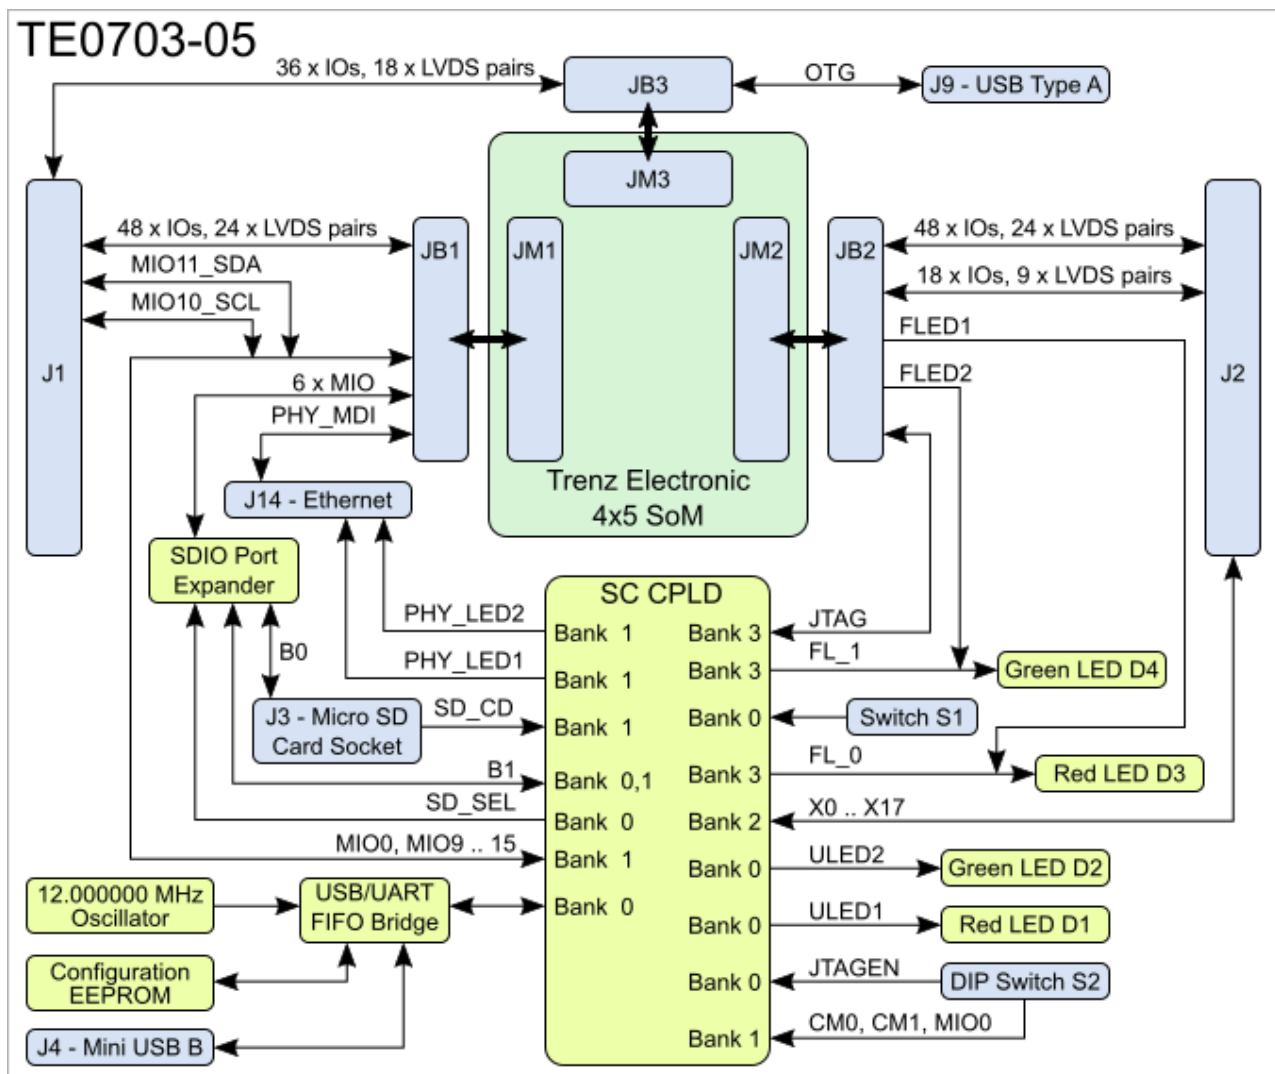 TE0703-05
36 x IOs, 18 x LVDS pairs
JB3
OTG
J9 - USB Type A
JM3
48 x IOs, 24 x LVDS pairs
MIO11_SDA
MIO10_SCL
J1
6 x MIO
PHY_MDI
JB1
JM1
JM2
JB2
48 x IOs, 24 x LVDS pairs
18 x IOs, 9 x LVDS pairs
FLED1
FLED2
J2
Trenz Electronic
4x5 SoM
J14 - Ethernet
SDIO Port
Expander
B0
J3 - Micro SD
Card Socket
SC CPLD
PHY_LED2
Bank 1
PHY_LED1
Bank 1
SD_CD
Bank 1
B1
Bank 0,1
SD_SEL
Bank 0
MIO0, MIO9 .. 15
Bank 1
Bank 0
Bank 3
JTAG
Bank 3
FL_1
Green LED D4
Bank 0
Switch S1
Bank 3
FL_0
Red LED D3
Bank 2
X0 .. X17
Bank 0
ULED2
Green LED D2
Bank 0
ULED1
Red LED D1
Bank 0
JTAGEN
DIP Switch S2
Bank 1
CM0, CM1, MIO0
12.000000 MHz
Oscillator
USB/UART
FIFO Bridge
Configuration
EEPROM
J4 - Mini USB B